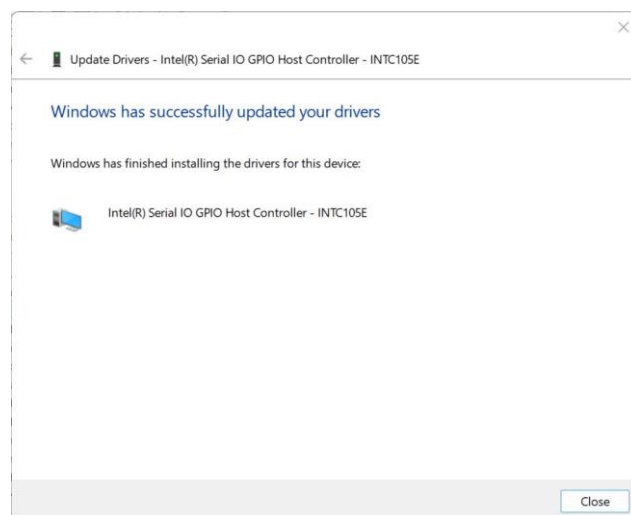 Update Drivers - Intel(R) Serial IO GPIO Host Controller - INTC105E
Windows has successfully updated your drivers
Windows has finished installing the drivers for this device:
Intel(R) Serial IO GPIO Host Controller - INTC105E
Close